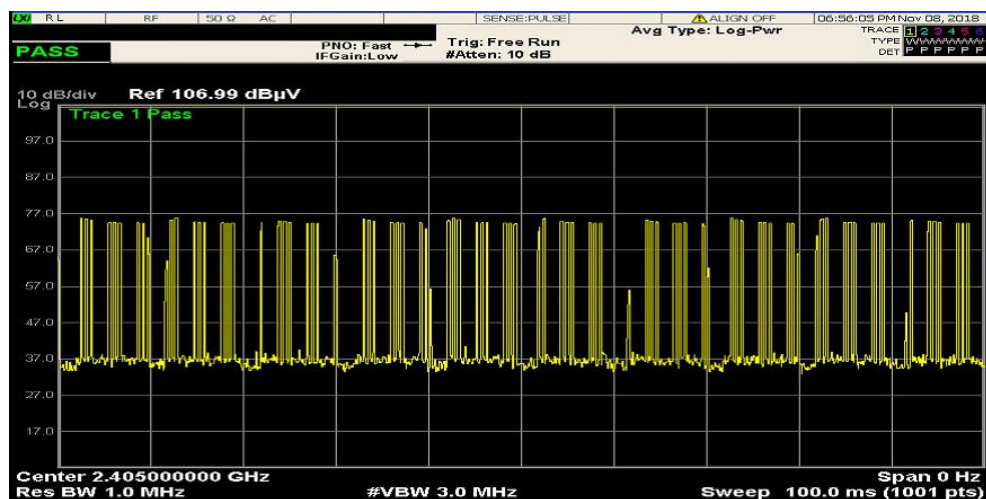 LXI RL RF 50 Ω AC SENSE:PULSE ALIGN OFF 06:56:05 PM Nov 08, 2018
PASS PNO: Fast Trig: Free Run Avg Type: Log-Pwr TRACE 1 2 3 4 5 6
IFGain:Low #Atten: 10 dB TYPE WWWWWW
DET P P P P P P
10 dB/div Ref 106.99 dBµV
Log
Trace 1 Pass
97.0
87.0
77.0
67.0
57.0
47.0
37.0
27.0
17.0
Center 2.405000000 GHz Span 0 Hz
Res BW 1.0 MHz #VBW 3.0 MHz Sweep 100.0 ms (1001 pts)